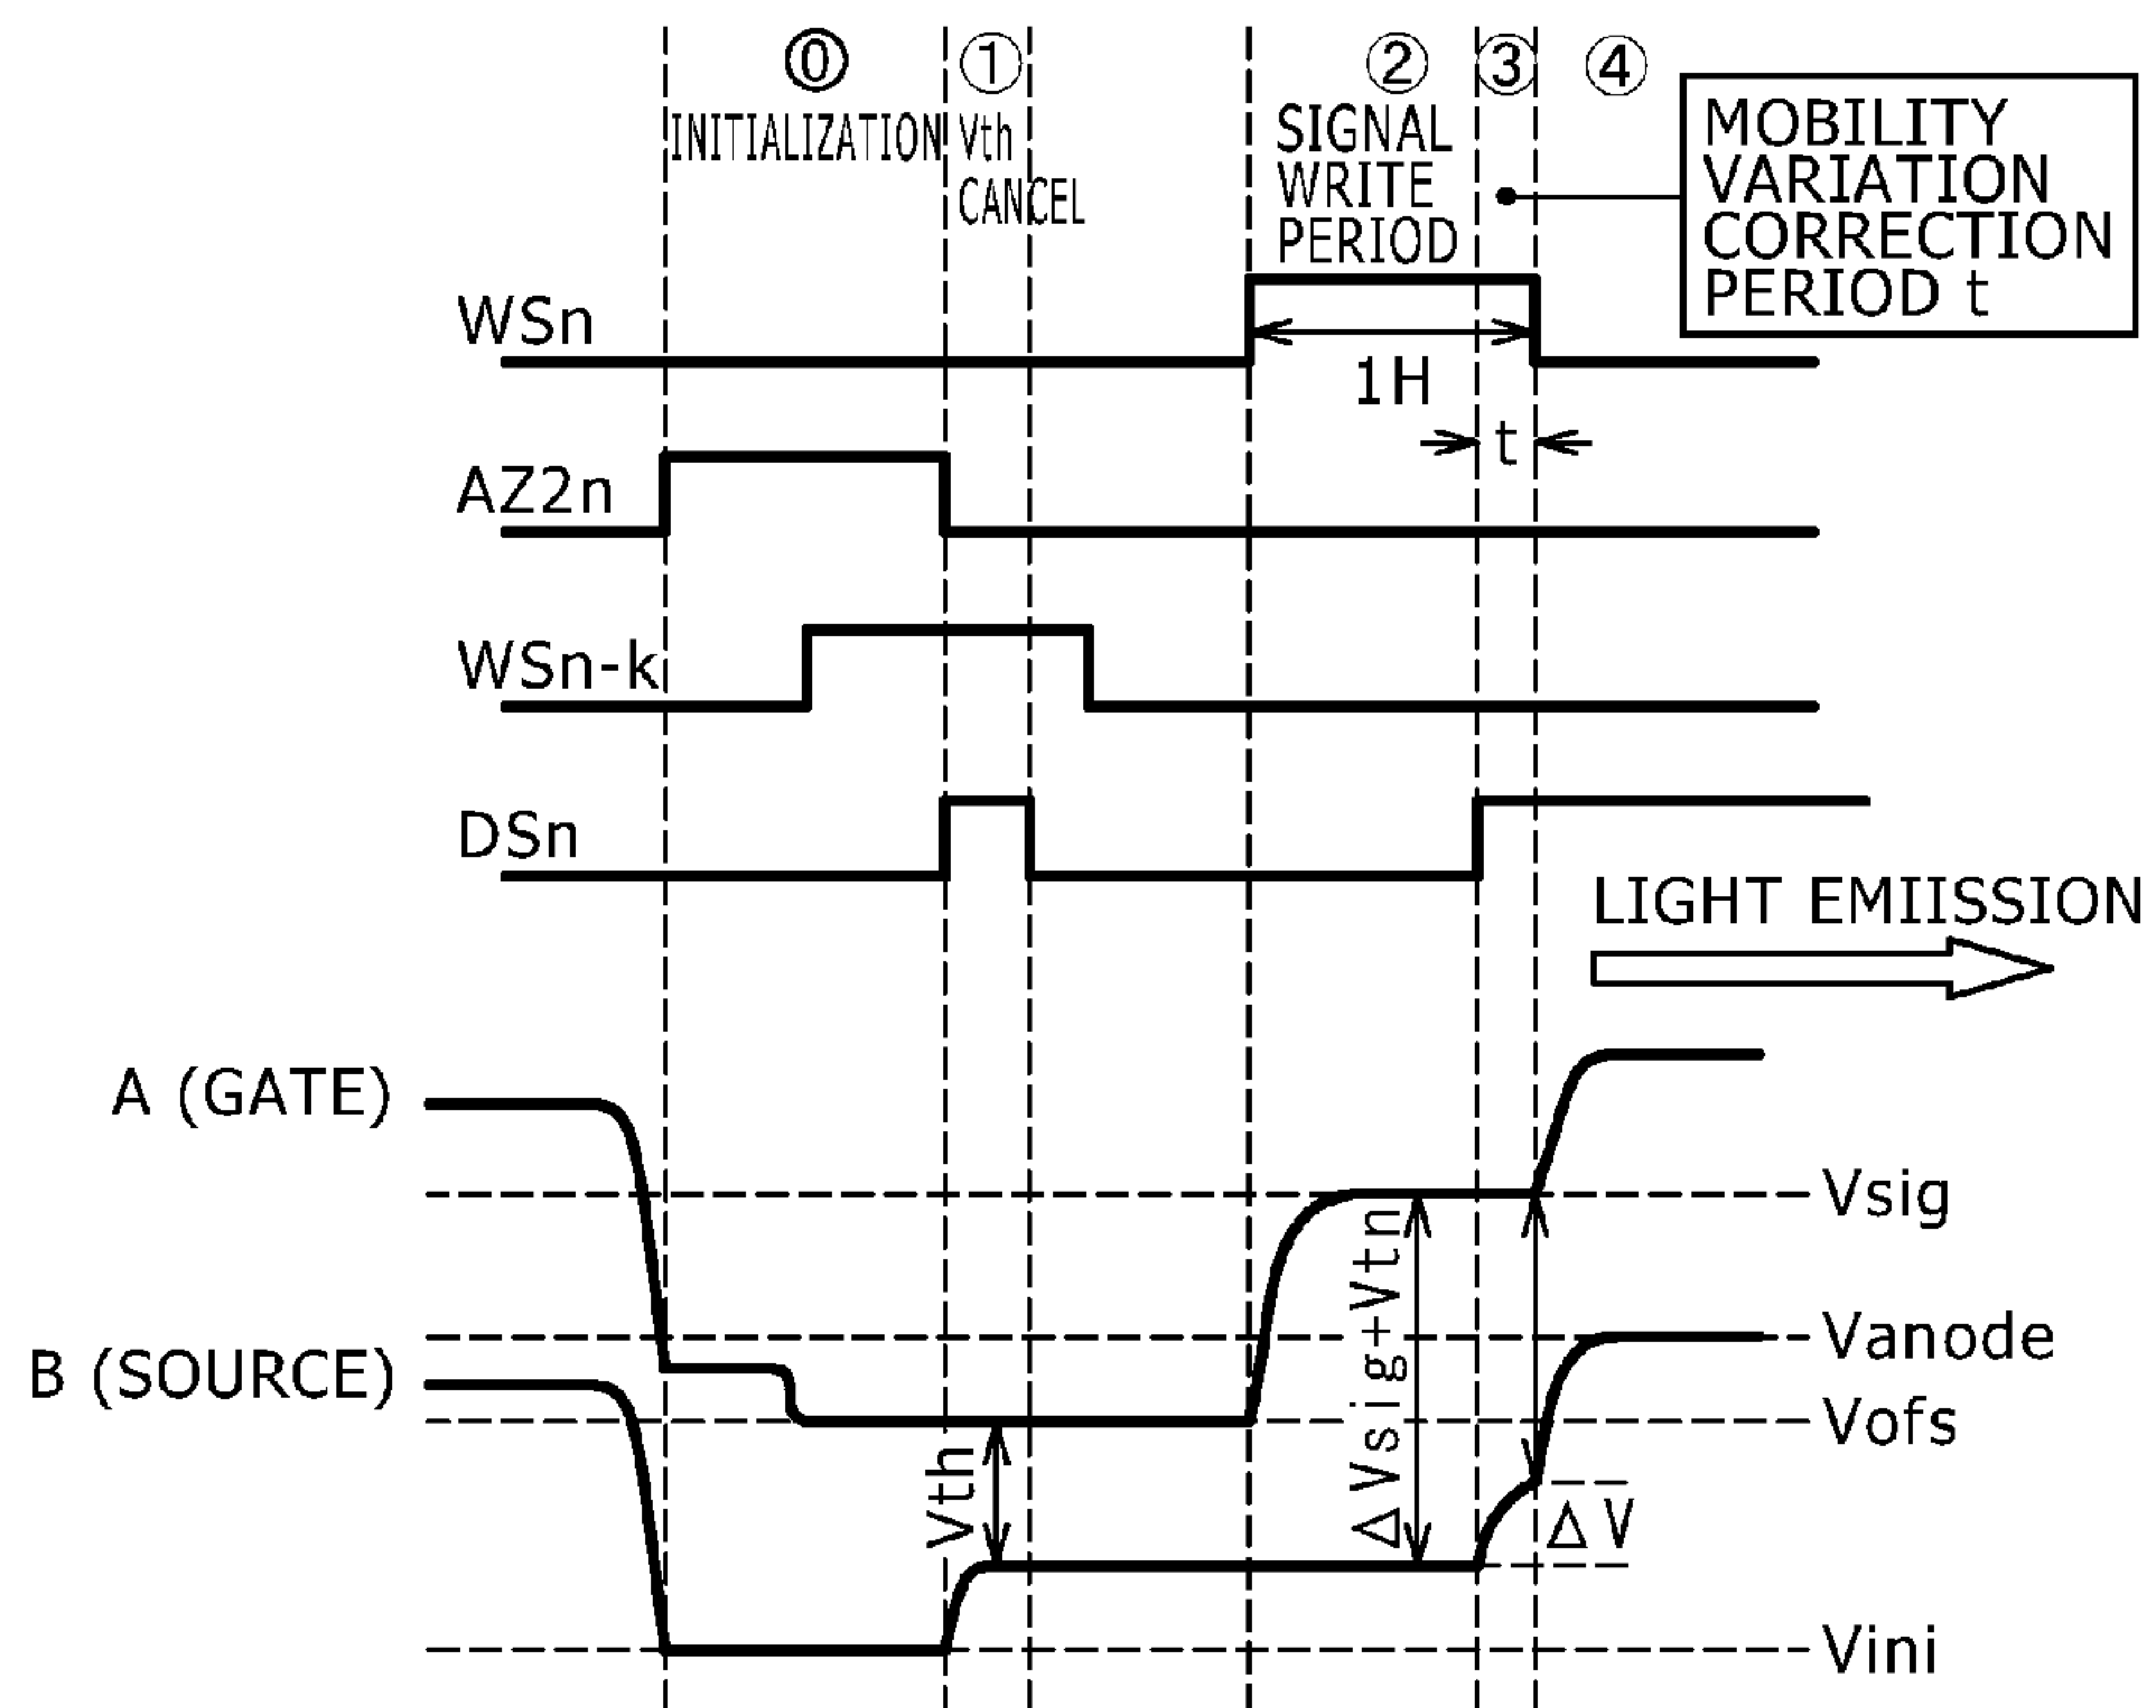 ⓪ ① ② ③ ④
INITIALIZATION
Vth
CANCEL
SIGNAL
WRITE
PERIOD
MOBILITY
VARIATION
CORRECTION
PERIOD t
WSn
1H
t
AZ2n
WSn-k
DSn
LIGHT EMIISSION
A (GATE)
Vsig
B (SOURCE)
Vanode
Vofs
Vth
ΔVsig+Vtn
ΔV
Vini